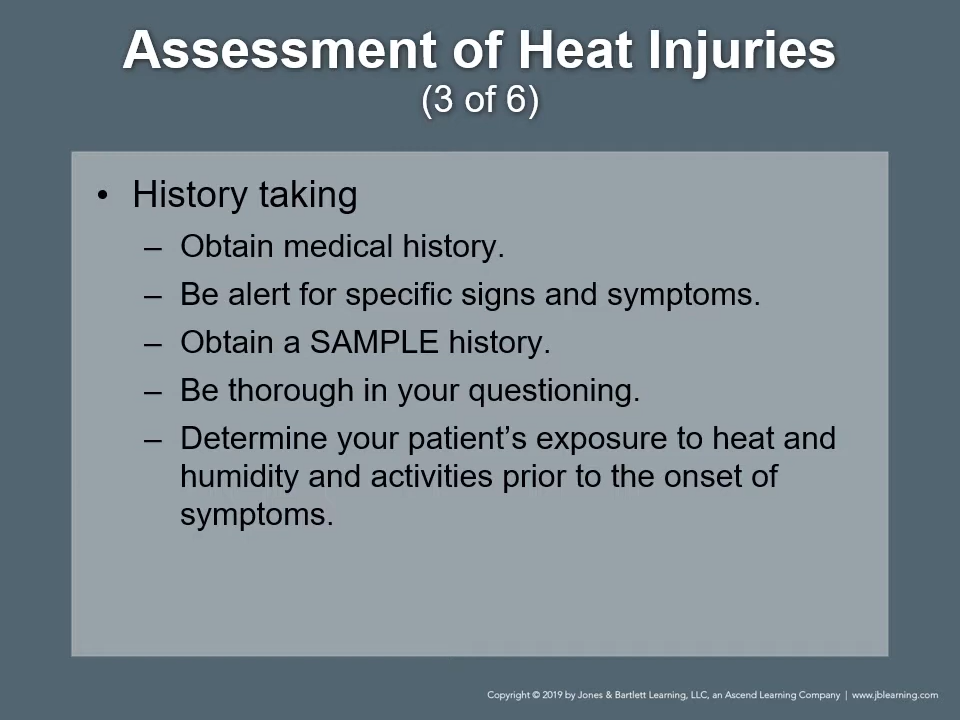 Assessment of Heat Injuries
(3 of 6)
• History taking
– Obtain medical history.
– Be alert for specific signs and symptoms.
– Obtain a SAMPLE history.
– Be thorough in your questioning.
– Determine your patient’s exposure to heat and
humidity and activities prior to the onset of
symptoms.
Copyright © 2019 by Jones & Bartlett Learning, LLC, an Ascend Learning Company | www.jblearning.com